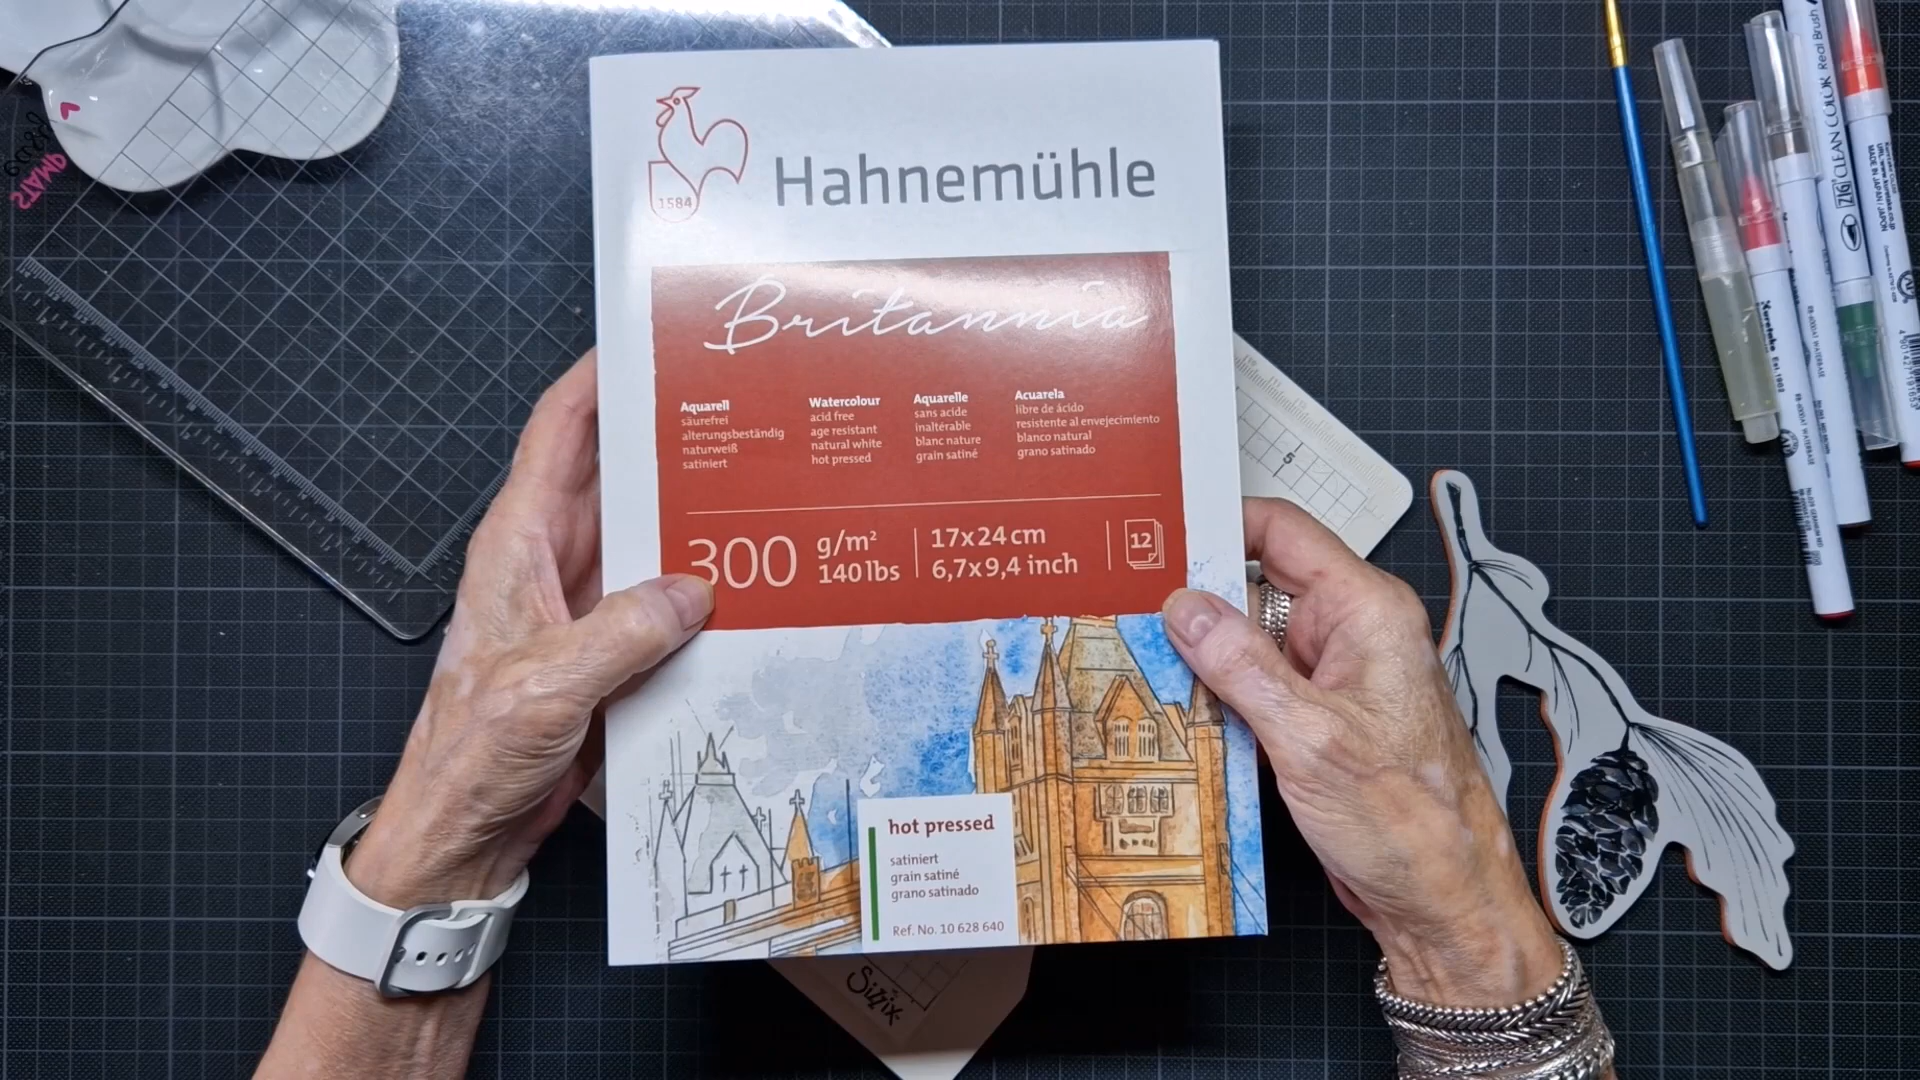 Hahnemühle
1584
Britannia
Aquarell
säurefrei
alterungsbeständig
naturweiß
satiniert
Watercolour
acid free
age resistant
natural white
hot pressed
Aquarelle
sans acide
inaltérable
blanc nature
grain satiné
Acuarela
libre de ácido
resistente al envejecimiento
blanco natural
grano satinado
300
g/m²
140 lbs
17x24 cm
6,7x9,4 inch
12
hot pressed
satiniert
grain satiné
grano satinado
Ref. No. 10 628 640
Sizzix
5
ZIG CLEAN COLOR Real Brush
MADE IN JAPAN / JAPON
Kuretake